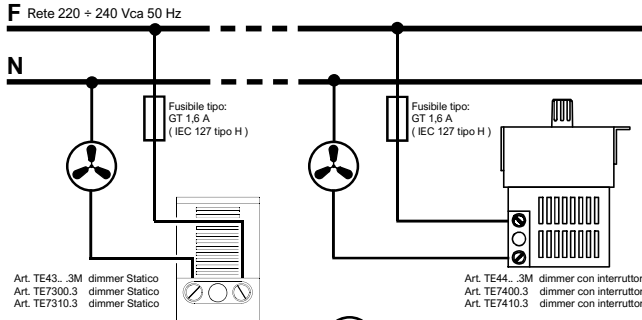 F Rete 220 ÷ 240 Vca 50 Hz
N
Fusibile tipo:
GT 1,6 A
( IEC 127 tipo H )
Fusibile tipo:
GT 1,6 A
( IEC 127 tipo H )
Art. TE43.. .3M dimmer Statico
Art. TE7300.3 dimmer Statico
Art. TE7310.3 dimmer Statico
Art. TE44.. .3M dimmer con interruttor
Art. TE7400.3 dimmer con interruttor
Art. TE7410.3 dimmer con interruttor